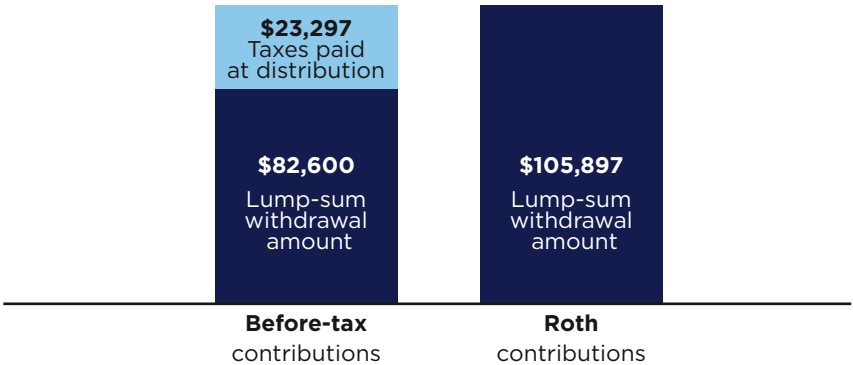 $23,297
Taxes paid
at distribution
$82,600
Lump-sum
withdrawal
amount
$105,897
Lump-sum
withdrawal
amount
Before-tax
contributions
Roth
contributions